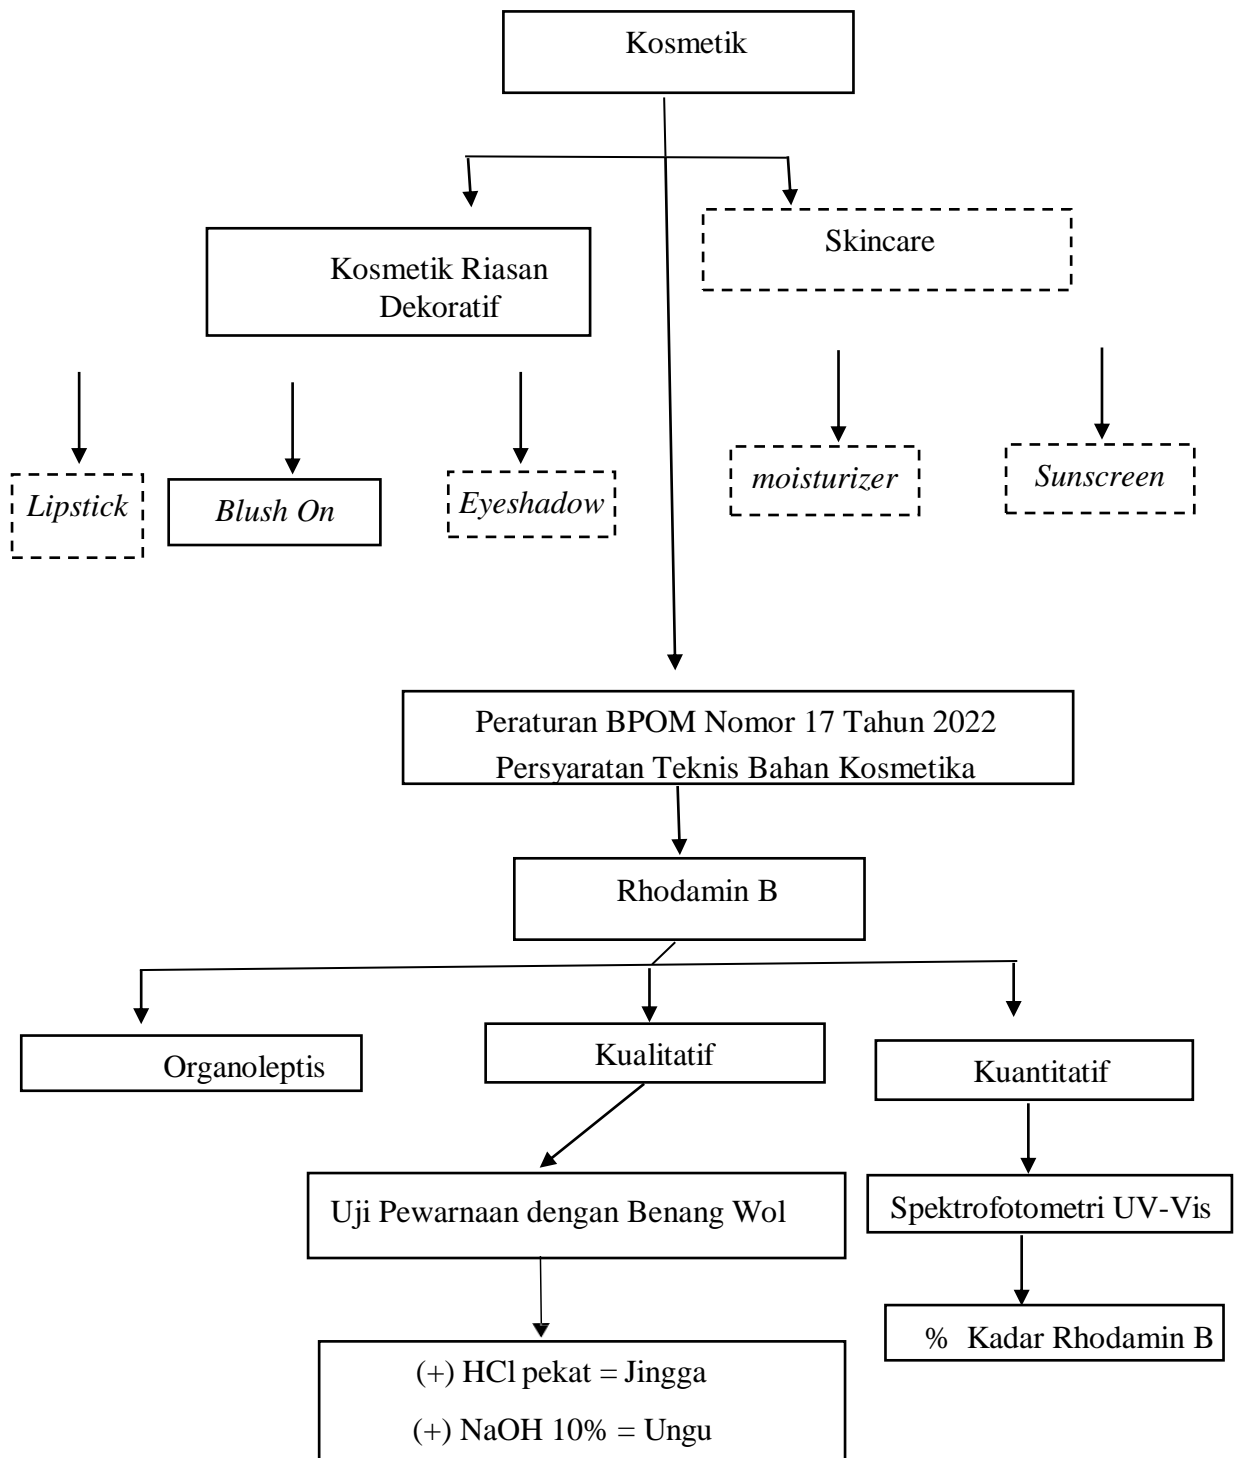 Kosmetik
Kosmetik Riasan
Dekoratif
Skincare
Lipstick
Blush On
Eyeshadow
moisturizer
Sunscreen
Peraturan BPOM Nomor 17 Tahun 2022
Persyaratan Teknis Bahan Kosmetika
Rhodamin B
Organoleptis
Kualitatif
Kuantitatif
Uji Pewarnaan dengan Benang Wol
Spektrofotometri UV-Vis
% Kadar Rhodamin B
(+) HCl pekat = Jingga
(+) NaOH 10% = Ungu